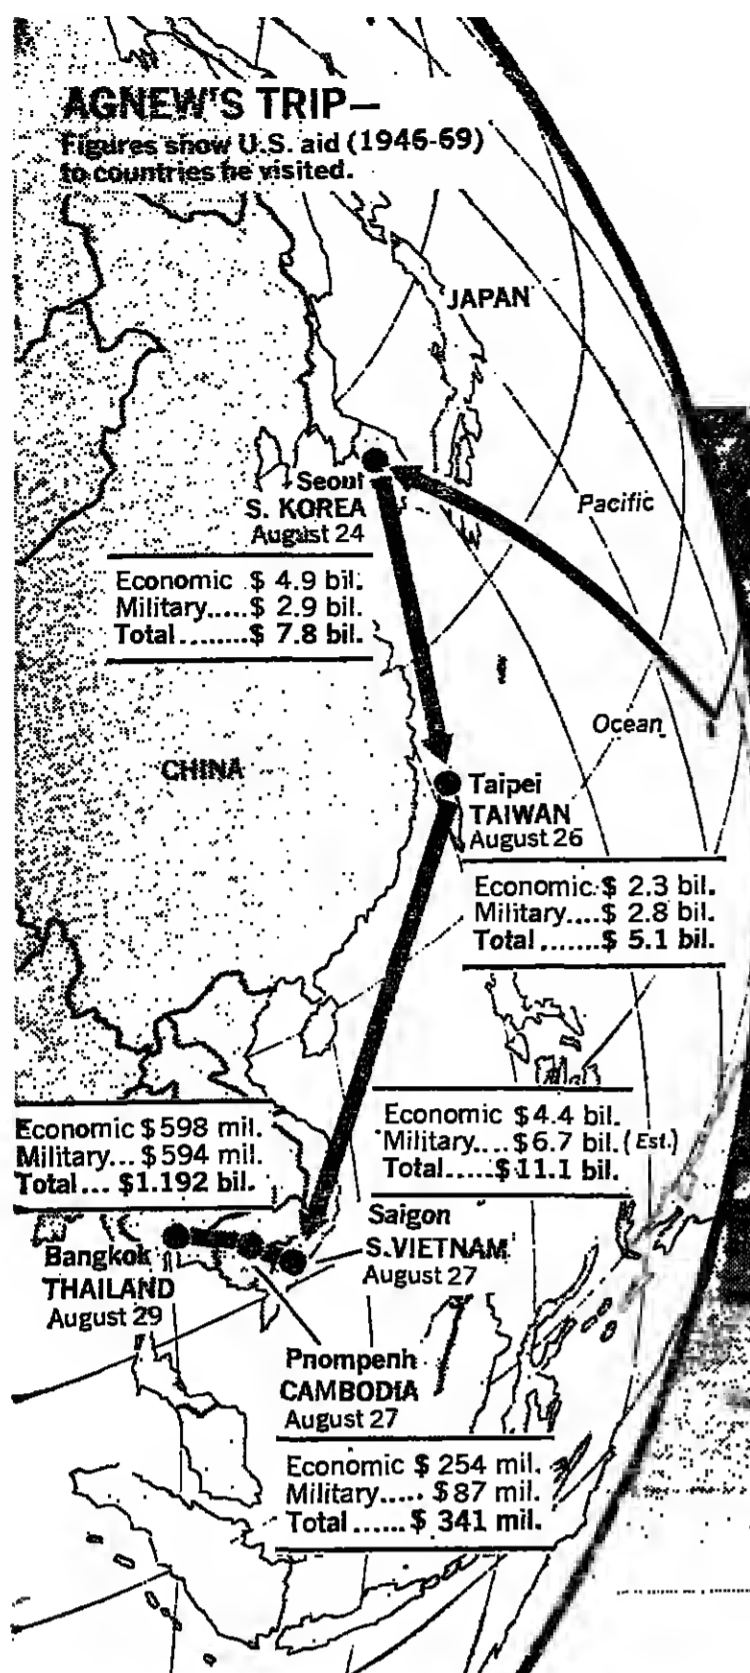 AGNEW'S TRIP—
Figures show U.S. aid (1946-69)
to countries he visited.
JAPAN
Pacific
Seoul
S. KOREA
August 24
Economic $ 4.9 bil.
Military.....$ 2.9 bil.
Total........$ 7.8 bil.
Ocean
CHINA
Taipei
TAIWAN
August 26
Economic $ 2.3 bil.
Military....$ 2.8 bil.
Total.......$ 5.1 bil.
Economic $598 mil.
Military...$594 mil.
Total... $1.192 bil.
Economic $4.4 bil.
Military....$6.7 bil. (Est.)
Total.....$11.1 bil.
Saigon
S.VIETNAM
August 27
Bangkok
THAILAND
August 29
Pnompenh
CAMBODIA
August 27
Economic $ 254 mil.
Military..... $87 mil.
Total...... $ 341 mil.